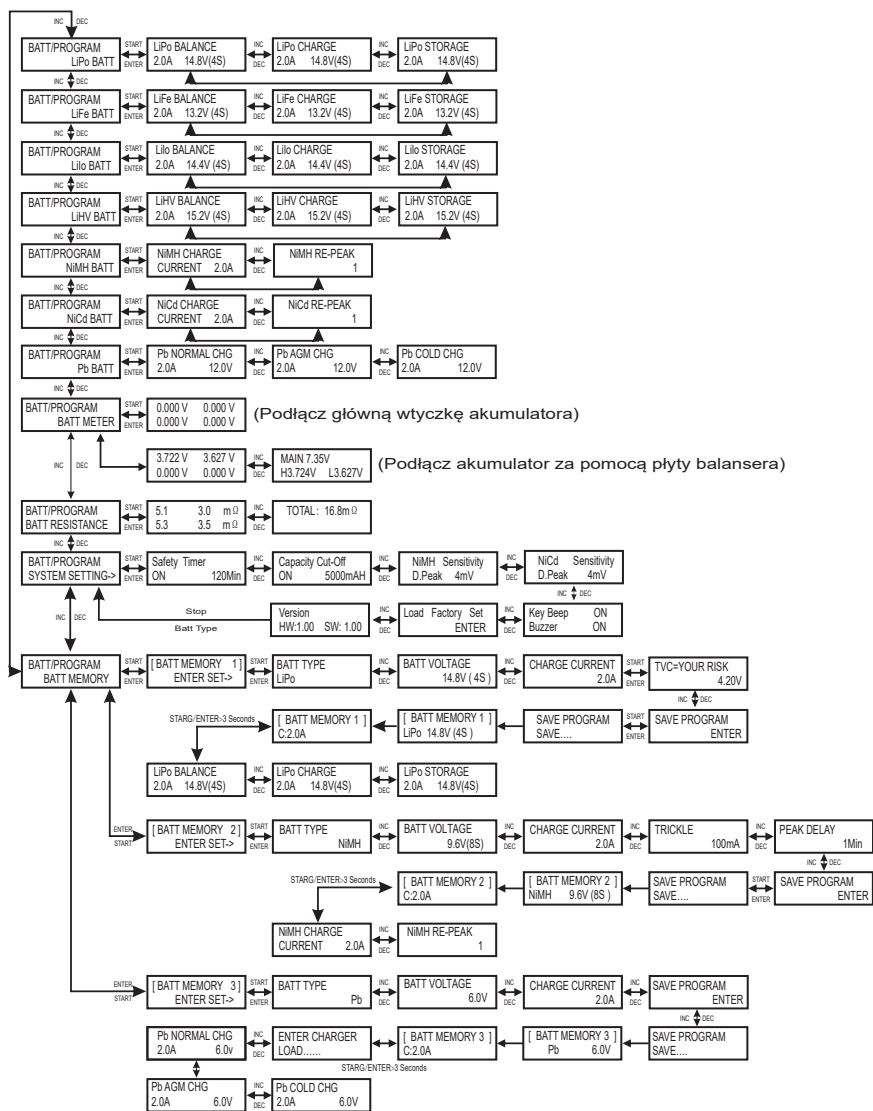 INC DEC
BATT/PROGRAM
LiPo BATT
START
ENTER
LiPo BALANCE
2.0A 14.8V(4S)
INC
DEC
LiPo CHARGE
2.0A 14.8V(4S)
INC
DEC
LiPo STORAGE
2.0A 14.8V(4S)
INC DEC
BATT/PROGRAM
LiFe BATT
START
ENTER
LiFe BALANCE
2.0A 13.2V (4S)
INC
DEC
LiFe CHARGE
2.0A 13.2V (4S)
INC
DEC
LiFe STORAGE
2.0A 13.2V (4S)
INC DEC
BATT/PROGRAM
LiIo BATT
START
ENTER
LiIo BALANCE
2.0A 14.4V (4S)
INC
DEC
LiIo CHARGE
2.0A 14.4V (4S)
INC
DEC
LiIo STORAGE
2.0A 14.4V (4S)
INC DEC
BATT/PROGRAM
LiHV BATT
START
ENTER
LiHV BALANCE
2.0A 15.2V (4S)
INC
DEC
LiHV CHARGE
2.0A 15.2V (4S)
INC
DEC
LiHV STORAGE
2.0A 15.2V (4S)
INC DEC
BATT/PROGRAM
NiMH BATT
START
ENTER
NiMH CHARGE
CURRENT 2.0A
INC
DEC
NiMH RE-PEAK
1
INC DEC
BATT/PROGRAM
NiCd BATT
START
ENTER
NiCd CHARGE
CURRENT 2.0A
INC
DEC
NiCd RE-PEAK
1
INC DEC
BATT/PROGRAM
Pb BATT
START
ENTER
Pb NORMAL CHG
2.0A 12.0V
INC
DEC
Pb AGM CHG
2.0A 12.0V
INC
DEC
Pb COLD CHG
2.0A 12.0V
INC DEC
BATT/PROGRAM
BATT METER
START
ENTER
0.000 V 0.000 V
0.000 V 0.000 V
(Podłącz główną wtyczkę akumulatora)
INC DEC
3.722 V 3.627 V
0.000 V 0.000 V
INC
DEC
MAIN 7.35V
H3.724V L3.627V
(Podłącz akumulator za pomocą płyty balansera)
BATT/PROGRAM
BATT RESISTANCE
START
ENTER
5.1 3.0 mΩ
5.3 3.5 mΩ
INC
DEC
TOTAL: 16.8mΩ
INC DEC
BATT/PROGRAM
SYSTEM SETTING->
START
ENTER
Safety Timer
ON 120Min
INC
DEC
Capacity Cut-Off
ON 5000mAH
INC
DEC
NiMH Sensitivity
D.Peak 4mV
INC
DEC
NiCd Sensitivity
D.Peak 4mV
INC DEC
INC DEC
Stop
Batt Type
Version
HW:1.00 SW: 1.00
INC
DEC
Load Factory Set
ENTER
INC
DEC
Key Beep ON
Buzzer ON
BATT/PROGRAM
BATT MEMORY
START
ENTER
[ BATT MEMORY 1 ]
ENTER SET->
START
ENTER
BATT TYPE
LiPo
INC
DEC
BATT VOLTAGE
14.8V ( 4S )
INC
DEC
CHARGE CURRENT
2.0A
START
ENTER
TVC=YOUR RISK
4.20V
INC DEC
STARG/ENTER>3 Seconds
[ BATT MEMORY 1 ]
C:2.0A
[ BATT MEMORY 1 ]
LiPo 14.8V (4S )
SAVE PROGRAM
SAVE....
START
ENTER
SAVE PROGRAM
ENTER
LiPo BALANCE
2.0A 14.8V(4S)
INC
DEC
LiPo CHARGE
2.0A 14.8V(4S)
INC
DEC
LiPo STORAGE
2.0A 14.8V(4S)
ENTER
START
[ BATT MEMORY 2 ]
ENTER SET->
START
ENTER
BATT TYPE
NiMH
INC
DEC
BATT VOLTAGE
9.6V(8S)
INC
DEC
CHARGE CURRENT
2.0A
INC
DEC
TRICKLE
100mA
INC
DEC
PEAK DELAY
1Min
INC DEC
STARG/ENTER>3 Seconds
[ BATT MEMORY 2 ]
C:2.0A
[ BATT MEMORY 2 ]
NiMH 9.6V (8S )
SAVE PROGRAM
SAVE....
START
ENTER
SAVE PROGRAM
ENTER
NiMH CHARGE
CURRENT 2.0A
INC
DEC
NiMH RE-PEAK
1
ENTER
START
[ BATT MEMORY 3 ]
ENTER SET->
START
ENTER
BATT TYPE
Pb
INC
DEC
BATT VOLTAGE
6.0V
INC
DEC
CHARGE CURRENT
2.0A
INC
DEC
SAVE PROGRAM
ENTER
INC DEC
Pb NORMAL CHG
2.0A 6.0v
INC
DEC
ENTER CHARGER
LOAD......
[ BATT MEMORY 3 ]
C:2.0A
[ BATT MEMORY 3 ]
Pb 6.0V
SAVE PROGRAM
SAVE....
STARG/ENTER>3 Seconds
Pb AGM CHG
2.0A 6.0V
INC
DEC
Pb COLD CHG
2.0A 6.0V